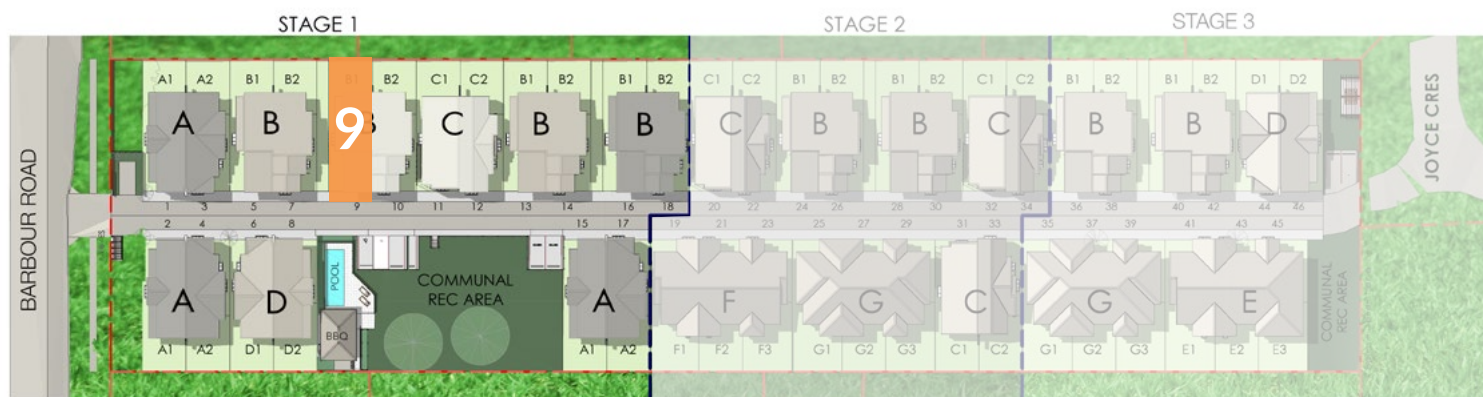 STAGE 1 STAGE 2 STAGE 3
A1 A2 B1 B2 B1 B2 C1 C2 B1 B2 B1 B2 C1 C2 B1 B2 B1 B2 C1 C2 B1 B2 B1 B2 D1 D2
A B 9 B C B B C B B C B B D
BARBOUR ROAD
JOYCE CRES
1 3 5 7 9 10 11 12 13 14 16 18 20 22 24 26 28 30 32 34 36 38 40 42 44 46
2 4 6 8 15 17 19 21 23 25 27 29 31 33 35 37 39 41 43 45
POOL
COMMUNAL
REC AREA
A D A F G C G E
BBQ
COMMUNAL
REC AREA
A1 A2 D1 D2 A1 A2 F1 F2 F3 G1 G2 G3 C1 C2 G1 G2 G3 E1 E2 E3